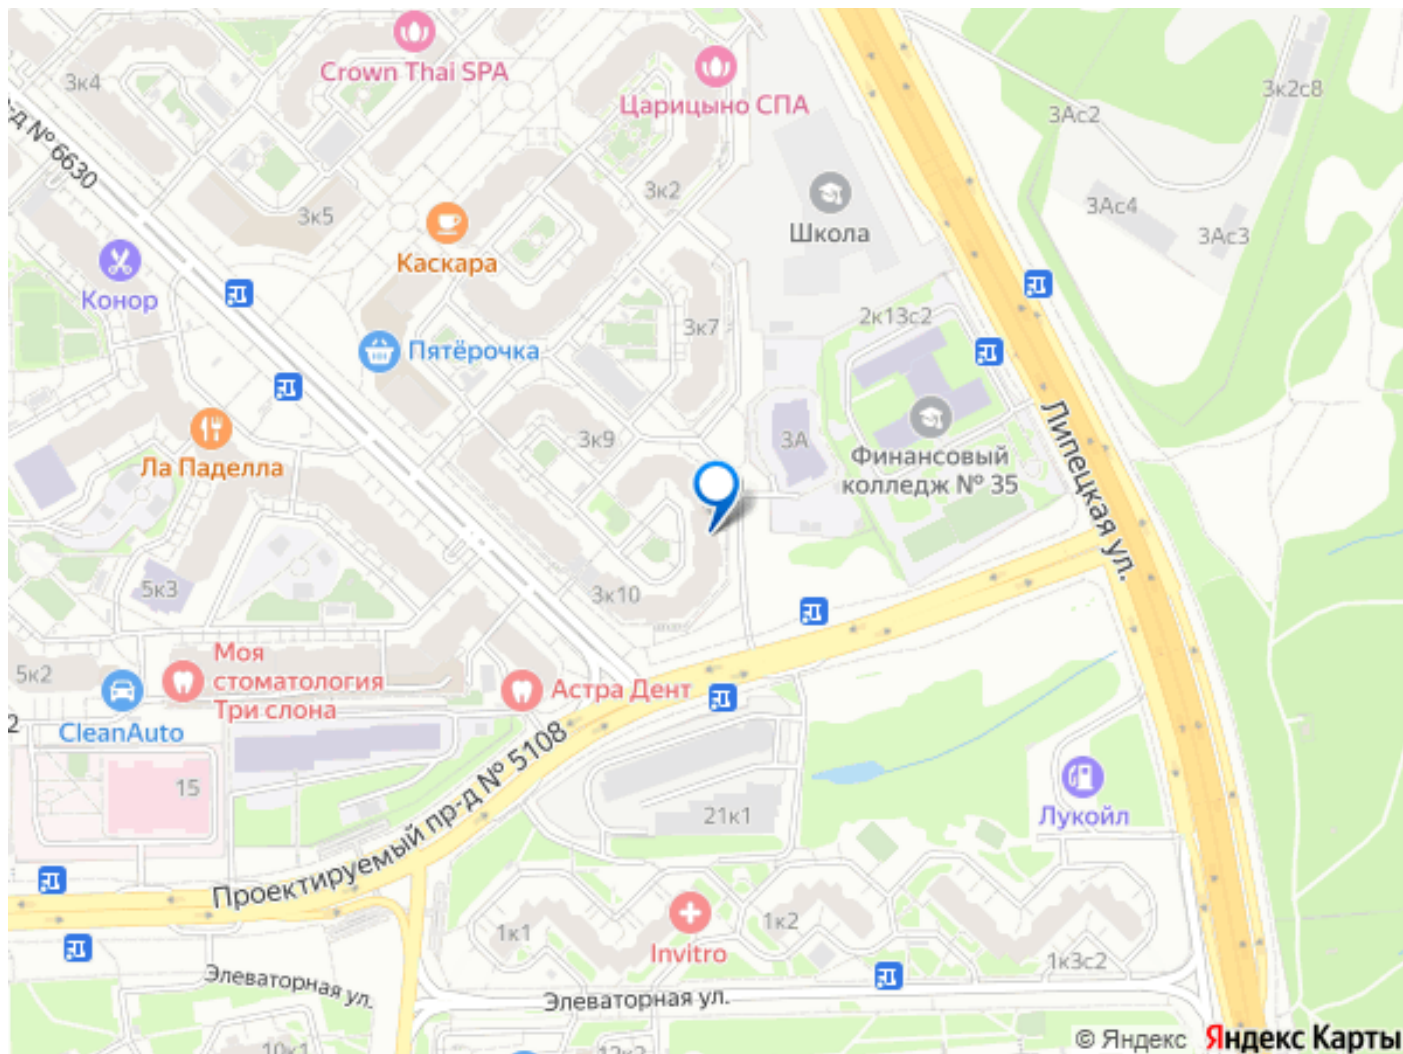 3к4
Crown Thai SPA
Царицыно СПА
3к2с8
3Ас2
-д № 6630
3к5
3к2
Школа
3Ас4
3Ас3
Каскара
Конор
Пятёрочка
3к7
2к13с2
Липецкая ул.
Ла Паделла
3к9
3А
Финансовый
колледж № 35
5к3
3к10
5к2
Моя
стоматология
Три слона
Астра Дент
CleanAuto
2
15
Проектируемый пр-д № 5108
21к1
Лукойл
1к1
Invitro
1к2
1к3с2
Элеваторная ул.
Элеваторная ул.
10к1
12к2
© Яндекс Яндекс Карты